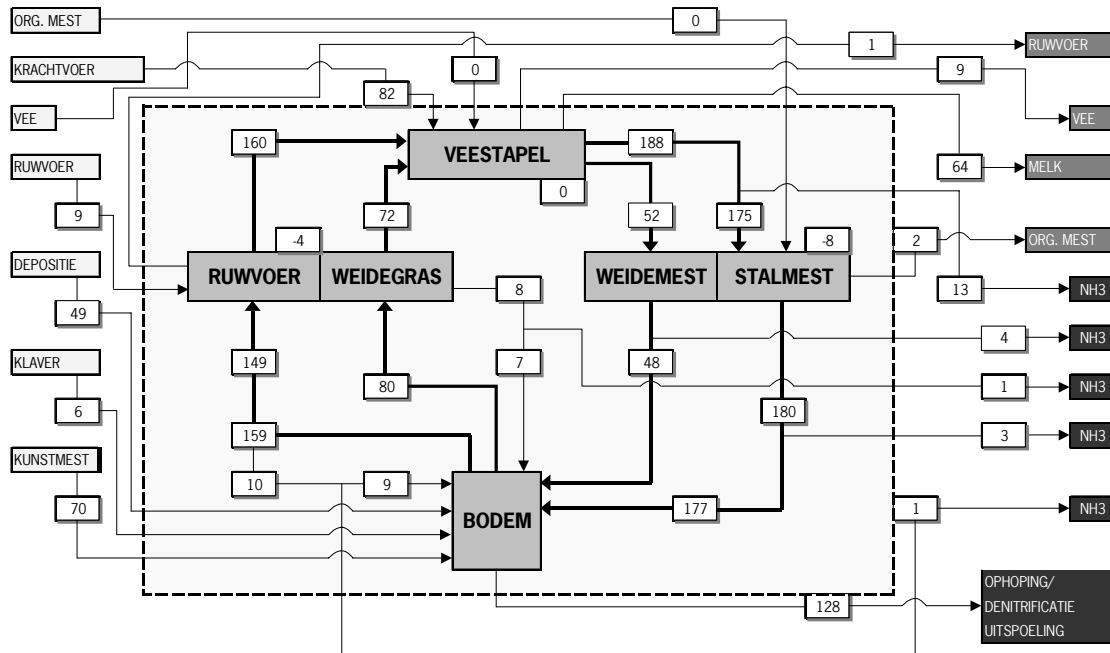 ORG. MEST
0
1
RUWVOER
KRACHTVOER
0
9
82
VEE
VEE
160
VEESTAPEL
188
RUWVOER
64
MELK
0
9
72
52
175
-4
-8
2
ORG. MEST
DEPOSITIE
RUWVOER
WEIDEGRAS
WEIDEMEST
STALMEST
8
13
NH3
49
4
NH3
KLAVER
149
7
48
80
1
NH3
6
180
159
3
NH3
KUNSTMEST
10
9
70
BODEM
177
1
NH3
128
OPHOPING/
DENITRIFICATIE
UITSPOELING